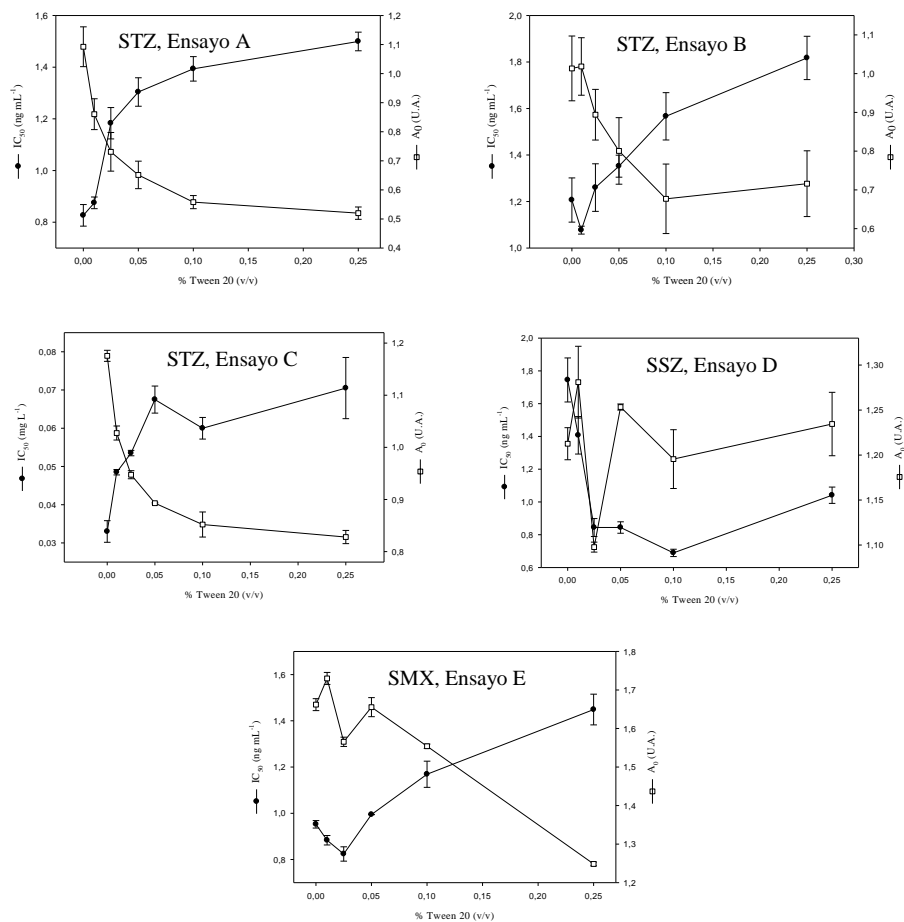 STZ, Ensayo A
IC50 (ng mL-1)
1,6
1,4
1,2
1,0
0,8
A0 (U.A.)
1,2
1,1
1,0
0,9
0,8
0,7
0,6
0,5
0,4
0,00 0,05 0,10 0,15 0,20 0,25
% Tween 20 (v/v)
STZ, Ensayo B
IC50 (ng mL-1)
2,0
1,8
1,6
1,4
1,2
1,0
A0 (U.A.)
1,1
1,0
0,9
0,8
0,7
0,6
0,00 0,05 0,10 0,15 0,20 0,25 0,30
% Tween 20 (v/v)
STZ, Ensayo C
IC50 (mg L-1)
0,08
0,07
0,06
0,05
0,04
0,03
A0 (U.A.)
1,2
1,1
1,0
0,9
0,8
0,00 0,05 0,10 0,15 0,20 0,25
% Tween 20 (v/v)
SSZ, Ensayo D
IC50 (ng mL-1)
2,0
1,8
1,6
1,4
1,2
1,0
0,8
0,6
A0 (U.A.)
1,30
1,25
1,20
1,15
1,10
0,00 0,05 0,10 0,15 0,20 0,25
% Tween 20 (v/v)
SMX, Ensayo E
IC50 (ng mL-1)
1,6
1,4
1,2
1,0
0,8
A0 (U.A.)
1,8
1,7
1,6
1,5
1,4
1,3
1,2
0,00 0,05 0,10 0,15 0,20 0,25
% Tween 20 (v/v)